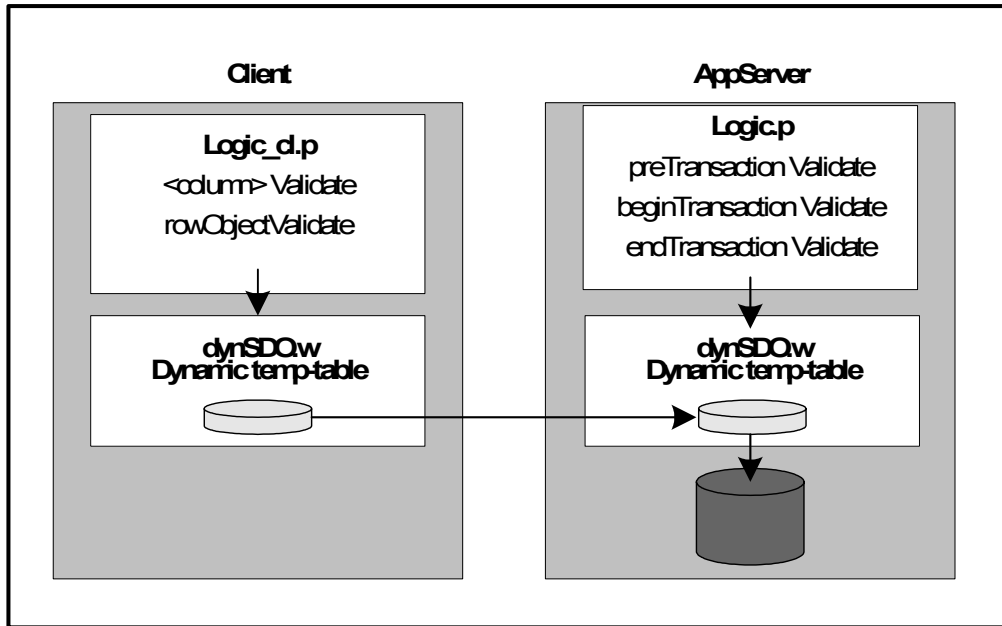 Client
AppServer
Logic_cl.p
<column> Validate
rowObjectValidate
Logic.p
preTransaction Validate
beginTransaction Validate
endTransaction Validate
dynSDO.w
Dynamic temp-table
dynSDO.w
Dynamic temp-table